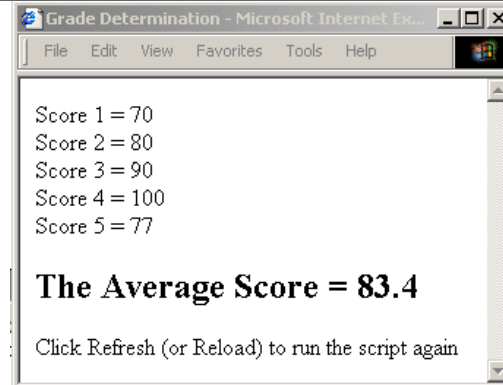 Grade Determination - Microsoft Internet Ex...
File Edit View Favorites Tools Help
Score 1 = 70
Score 2 = 80
Score 3 = 90
Score 4 = 100
Score 5 = 77
The Average Score = 83.4
Click Refresh (or Reload) to run the script again